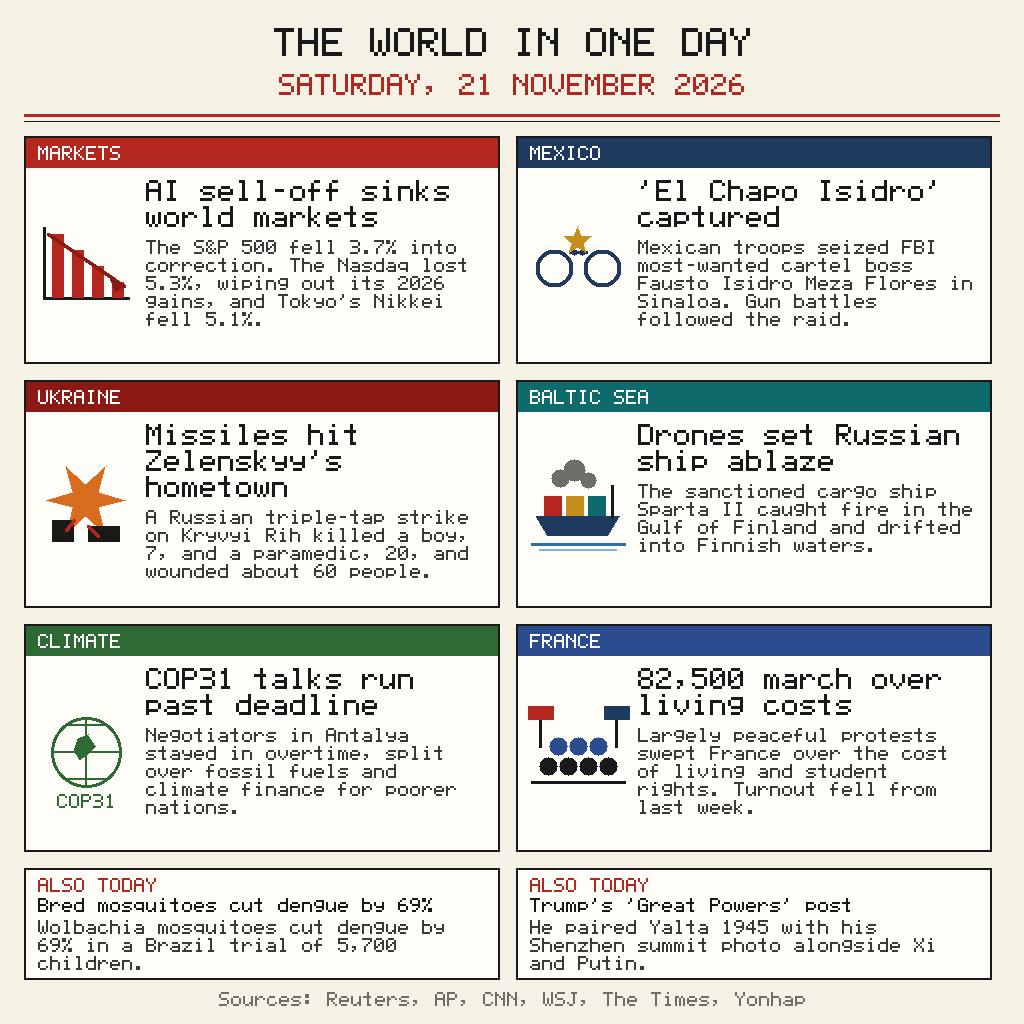 THE WORLD IN ONE DAY
SATURDAY, 21 NOVEMBER 2026
MARKETS
AI sell-off sinks
world markets
The S&P 500 fell 3.7% into
correction. The Nasdaq lost
5.3%, wiping out its 2026
gains, and Tokyo's Nikkei
fell 5.1%.
MEXICO
'El Chapo Isidro'
captured
Mexican troops seized FBI
most-wanted cartel boss
Fausto Isidro Meza Flores in
Sinaloa. Gun battles
followed the raid.
UKRAINE
Missiles hit
Zelenskyy's
hometown
A Russian triple-tap strike
on Kryvyi Rih killed a boy,
7, and a paramedic, 20, and
wounded about 60 people.
BALTIC SEA
Drones set Russian
ship ablaze
The sanctioned cargo ship
Sparta II caught fire in the
Gulf of Finland and drifted
into Finnish waters.
CLIMATE
COP31 talks run
past deadline
Negotiators in Antalya
stayed in overtime, split
over fossil fuels and
climate finance for poorer
nations.
COP31
FRANCE
82,500 march over
living costs
Largely peaceful protests
swept France over the cost
of living and student
rights. Turnout fell from
last week.
ALSO TODAY
Bred mosquitoes cut dengue by 69%
Wolbachia mosquitoes cut dengue by
69% in a Brazil trial of 5,700
children.
ALSO TODAY
Trump's 'Great Powers' post
He paired Yalta 1945 with his
Shenzhen summit photo alongside Xi
and Putin.
Sources: Reuters, AP, CNN, WSJ, The Times, Yonhap